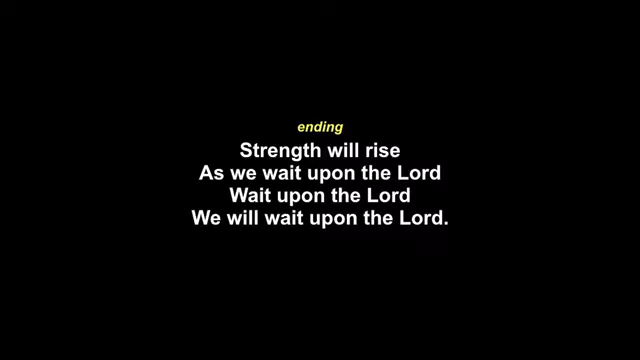 ending
Strength will rise
As we wait upon the Lord
Wait upon the Lord
We will wait upon the Lord.